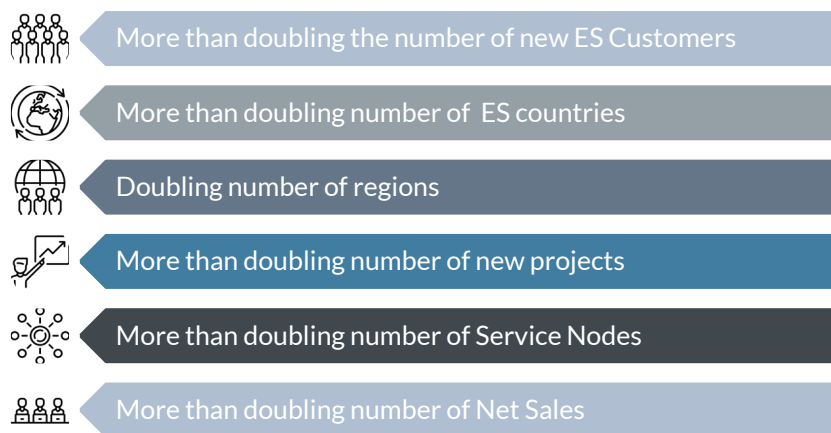 More than doubling the number of new ES Customers
More than doubling number of  ES countries
Doubling number of regions
More than doubling number of new projects
More than doubling number of Service Nodes
More than doubling number of Net Sales